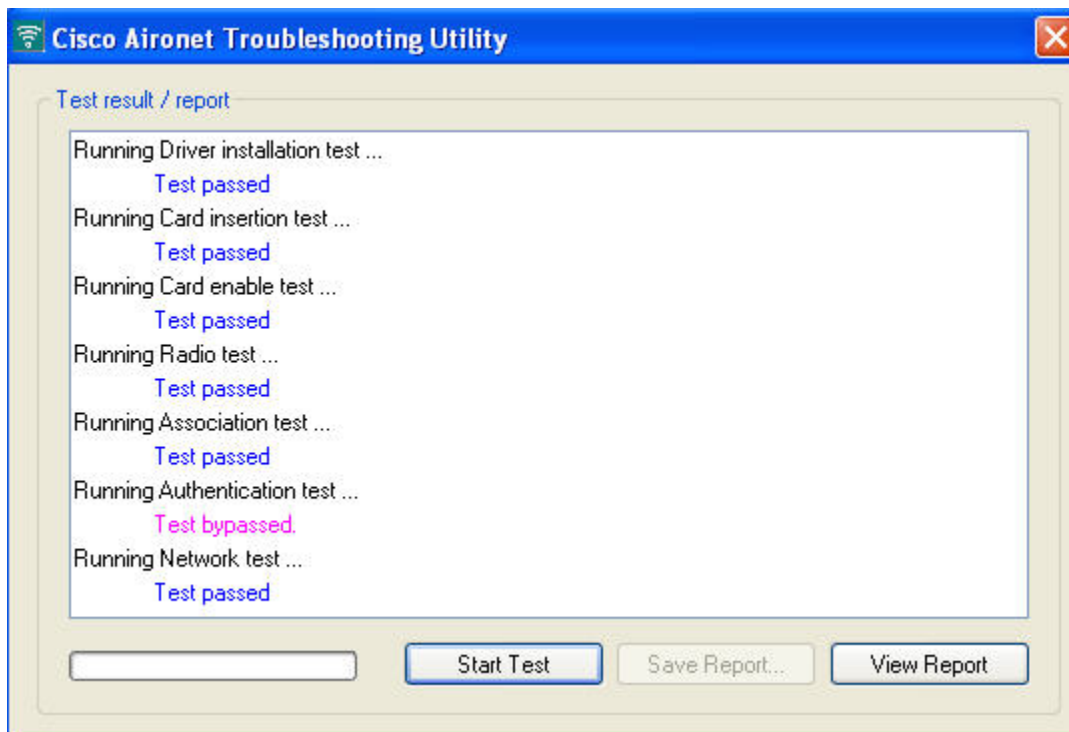 Cisco Aironet Troubleshooting Utility
Test result / report
Running Driver installation test ...
Test passed
Running Card insertion test ...
Test passed
Running Card enable test ...
Test passed
Running Radio test ...
Test passed
Running Association test ...
Test passed
Running Authentication test ...
Test bypassed.
Running Network test ...
Test passed
Start Test
Save Report...
View Report